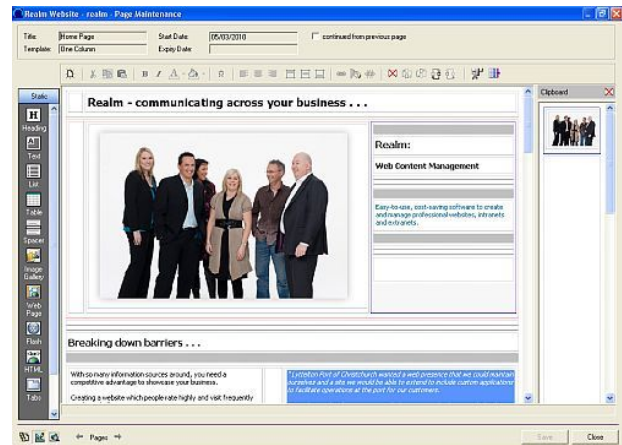 Realm Website - realm - Page Maintenance
Title: Home Page
Start Date: 05/03/2010
continued from previous page
Template: One Column
Expiry Date:
Static
Heading
Text
List
Table
Spacer
Image Gallery
Web Page
Flash
HTML
Tabs
Clipboard
Realm - communicating across your business . . .
Realm:
Web Content Management
Easy-to-use, cost-saving software to create
and manage professional websites, intranets
and extranets.
Breaking down barriers . . .
With so many information sources around, you need a
competitive advantage to showcase your business.
Creating a website which people rate highly and visit frequently
"Lyttelton Port of Christchurch wanted a web presence that we could maintain
ourselves and a site we would be able to extend to include custom applications
to facilitate operations at the port for our customers.
Pages
Save
Close